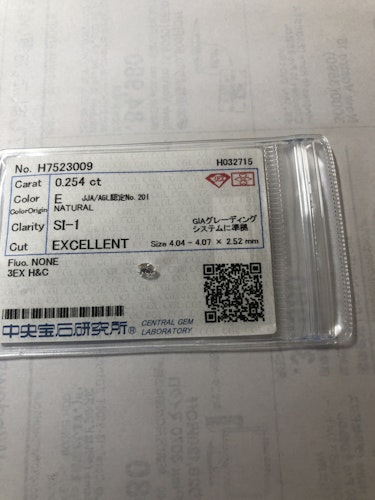 No. H7523009 H032715
Carat 0.254 ct
Color E JJA/AGL認定No.201
ColorOrigin NATURAL
Clarity SI-1 GIAグレーディング
システムに準拠
Cut EXCELLENT Size 4.04 - 4.07 × 2.52 mm
Fluo. NONE
3EX H&C
中央宝石研究所® CENTRAL GEM
LABORATORY